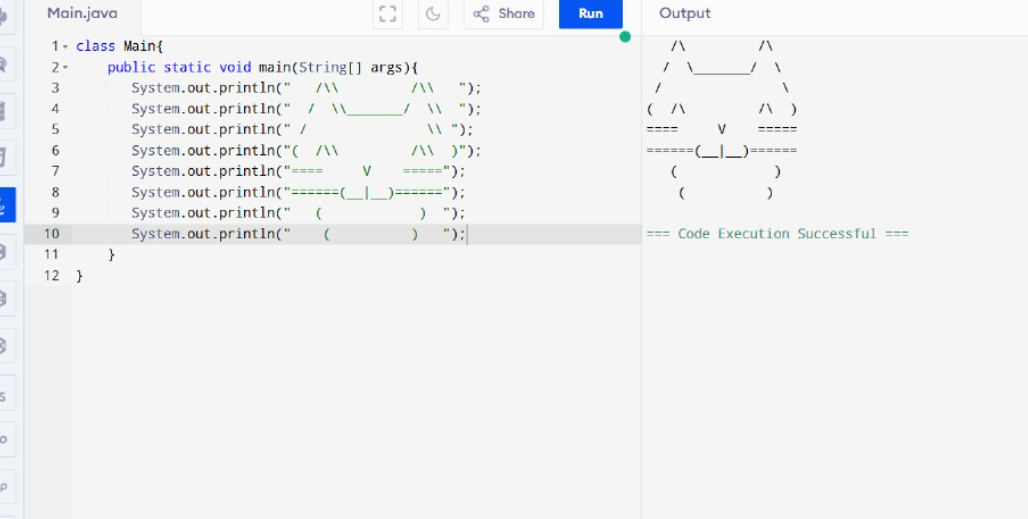 Main.java
Share
Run
Output
1 class Main{
2     public static void main(String[] args){
3        System.out.println("   /\\         /\\   ");
4        System.out.println("  /  \\_______/  \\  ");
5        System.out.println(" /               \\ ");
6        System.out.println("(  /\\         /\\  )");
7        System.out.println("====     V    =====");
8        System.out.println("======(__|__)======");
9        System.out.println("   (            )  ");
10       System.out.println("    (          )   ");
11    }
12 }
   /\         /\
  /  \_______/  \
 /               \
(  /\         /\  )
====     V    =====
======(__|__)======
   (            )
    (          )
=== Code Execution Successful ===